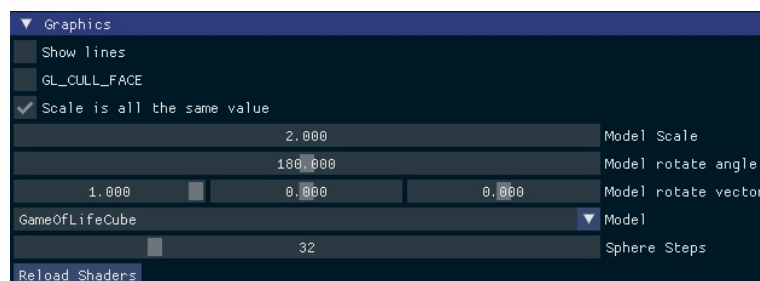 Graphics
Show lines
GL_CULL_FACE
Scale is all the same value
2.000 Model Scale
180.000 Model rotate angle
1.000 0.000 0.000 Model rotate vector
GameOfLifeCube Model
32 Sphere Steps
Reload Shaders